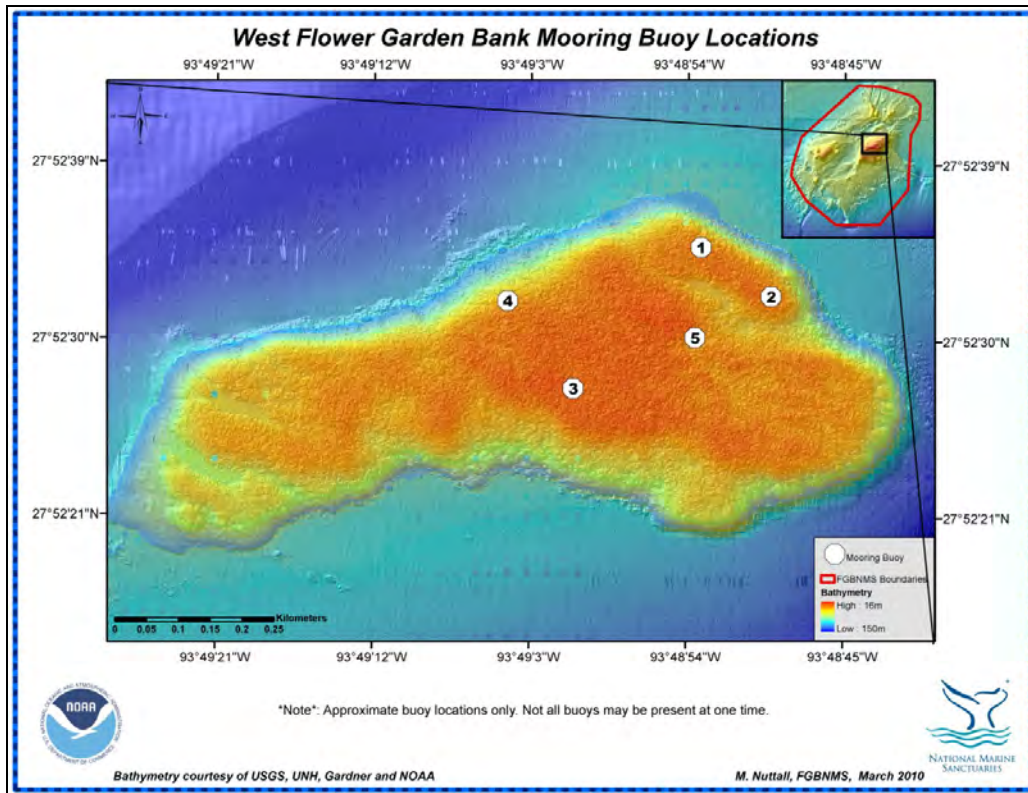 West Flower Garden Bank Mooring Buoy Locations
93°49'21"W 93°49'12"W 93°49'3"W 93°48'54"W 93°48'45"W
27°52'39"N 27°52'39"N
1
2
4
27°52'30"N 5 27°52'30"N
3
27°52'21"N 27°52'21"N
Mooring Buoy
FGBNMS Boundaries
Bathymetry
High : 16m
Low : 150m
Kilometers
0 0.05 0.1 0.15 0.2 0.25
93°49'21"W 93°49'12"W 93°49'3"W 93°48'54"W 93°48'45"W
NOAA
*Note*: Approximate buoy locations only. Not all buoys may be present at one time.
NATIONAL MARINE
SANCTUARIES
Bathymetry courtesy of USGS, UNH, Gardner and NOAA M. Nuttall, FGBNMS, March 2010